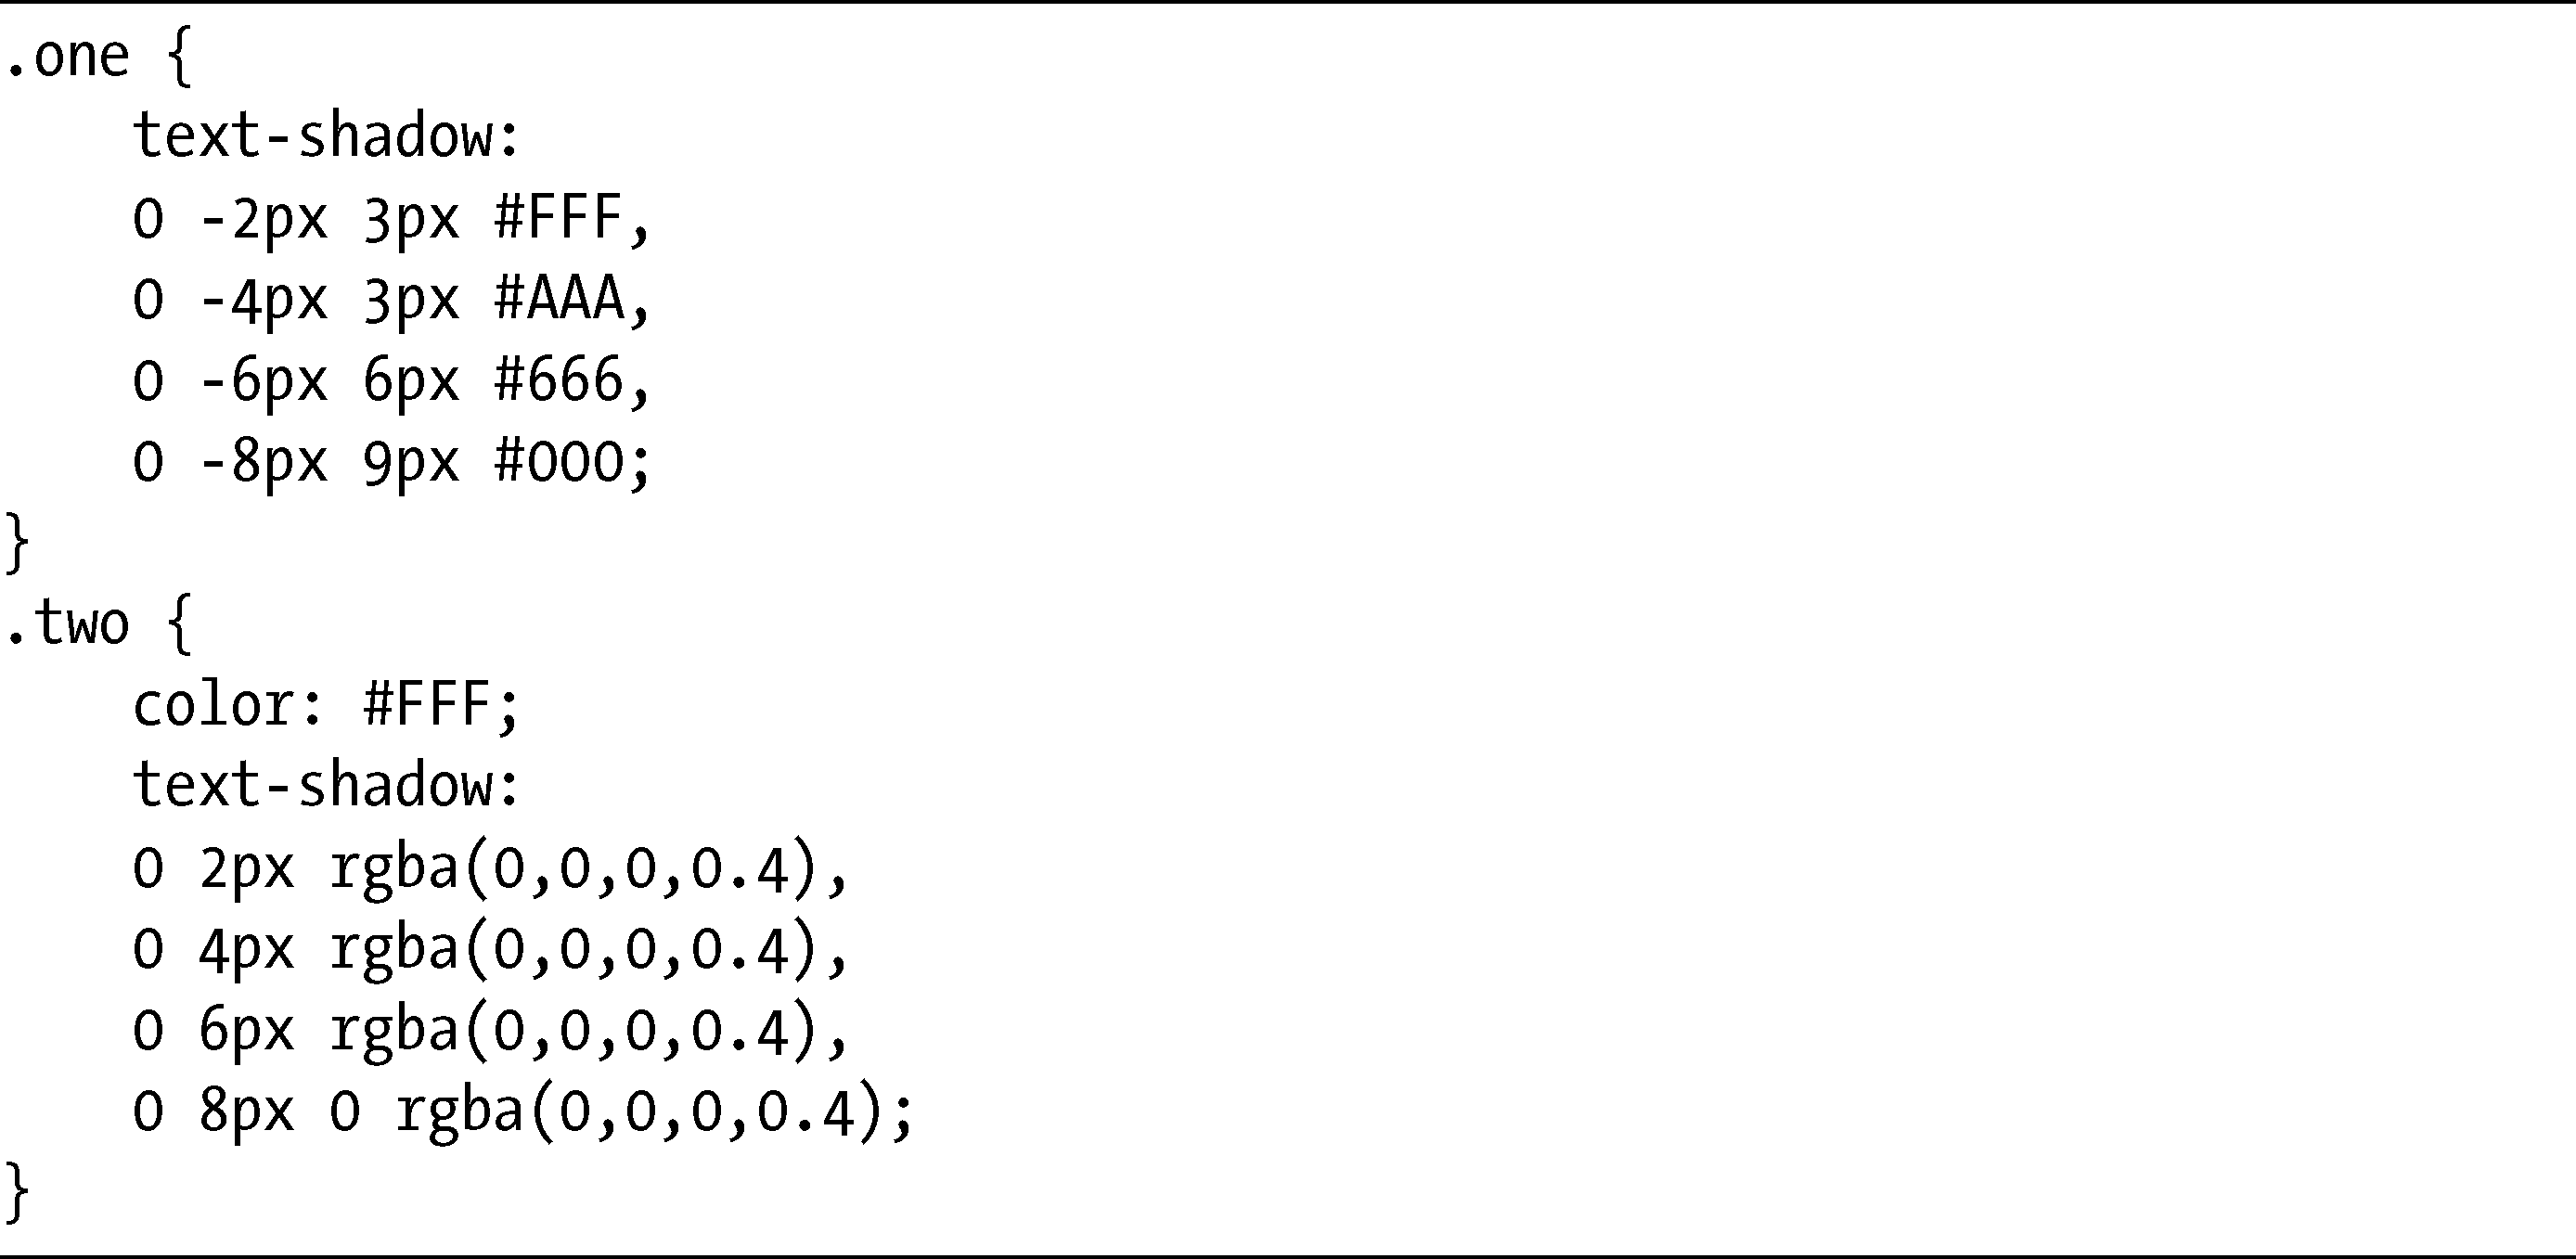 .one {
    text-shadow:
    0 -2px 3px #FFF,
    0 -4px 3px #AAA,
    0 -6px 6px #666,
    0 -8px 9px #000;
}
.two {
    color: #FFF;
    text-shadow:
    0 2px rgba(0,0,0,0.4),
    0 4px rgba(0,0,0,0.4),
    0 6px rgba(0,0,0,0.4),
    0 8px 0 rgba(0,0,0,0.4);
}